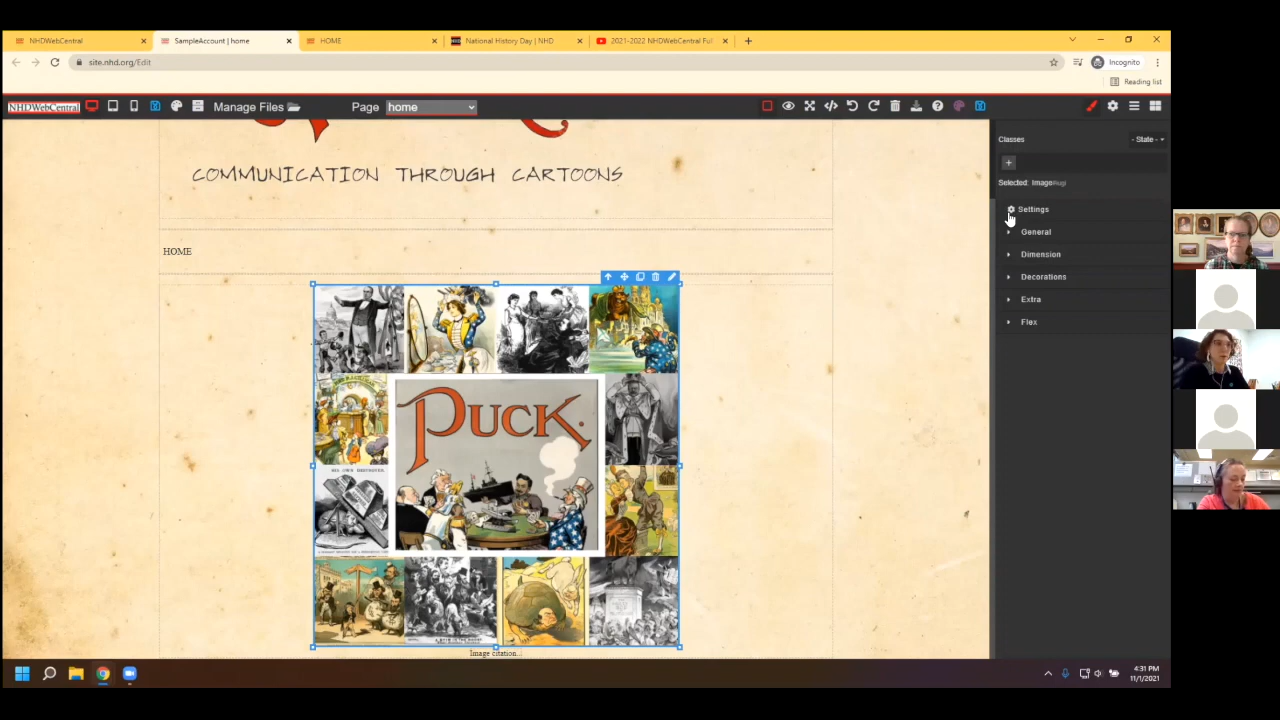 NHDWebCentral
SampleAccount | home
HOME
National History Day | NHD
2021-2022 NHDWebCentral Full
site.nhd.org/Edit
Incognito
Reading list
NHDWebCentral
Manage Files
Page
home
Classes
- State -
+
Selected: Image
Settings
General
Dimension
Decorations
Extra
Flex
COMMUNICATION THROUGH CARTOONS
HOME
PUCK.
Image citation...
4:31 PM
11/1/2021